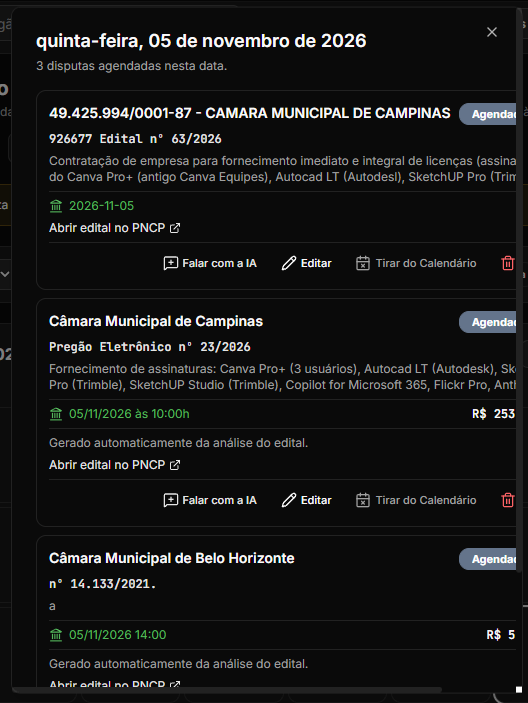 quinta-feira, 05 de novembro de 2026
3 disputas agendadas nesta data.
49.425.994/0001-87 - CAMARA MUNICIPAL DE CAMPINAS Agendad
926677 Edital n° 63/2026
Contratação de empresa para fornecimento imediato e integral de licenças (assina
do Canva Pro+ (antigo Canva Equipes), Autocad LT (Autodesl), SketchUP Pro (Trim
2026-11-05
Abrir edital no PNCP
Falar com a IA Editar Tirar do Calendário
Câmara Municipal de Campinas Agendad
Pregão Eletrônico n° 23/2026
Fornecimento de assinaturas: Canva Pro+ (3 usuários), Autocad LT (Autodesk), Sk
Pro (Trimble), SketchUP Studio (Trimble), Copilot for Microsoft 365, Flickr Pro, Anth
05/11/2026 às 10:00h R$ 253
Gerado automaticamente da análise do edital.
Abrir edital no PNCP
Falar com a IA Editar Tirar do Calendário
Câmara Municipal de Belo Horizonte Agendad
n° 14.133/2021.
a
05/11/2026 14:00 R$ 5
Gerado automaticamente da análise do edital.
Abrir edital no PNCP